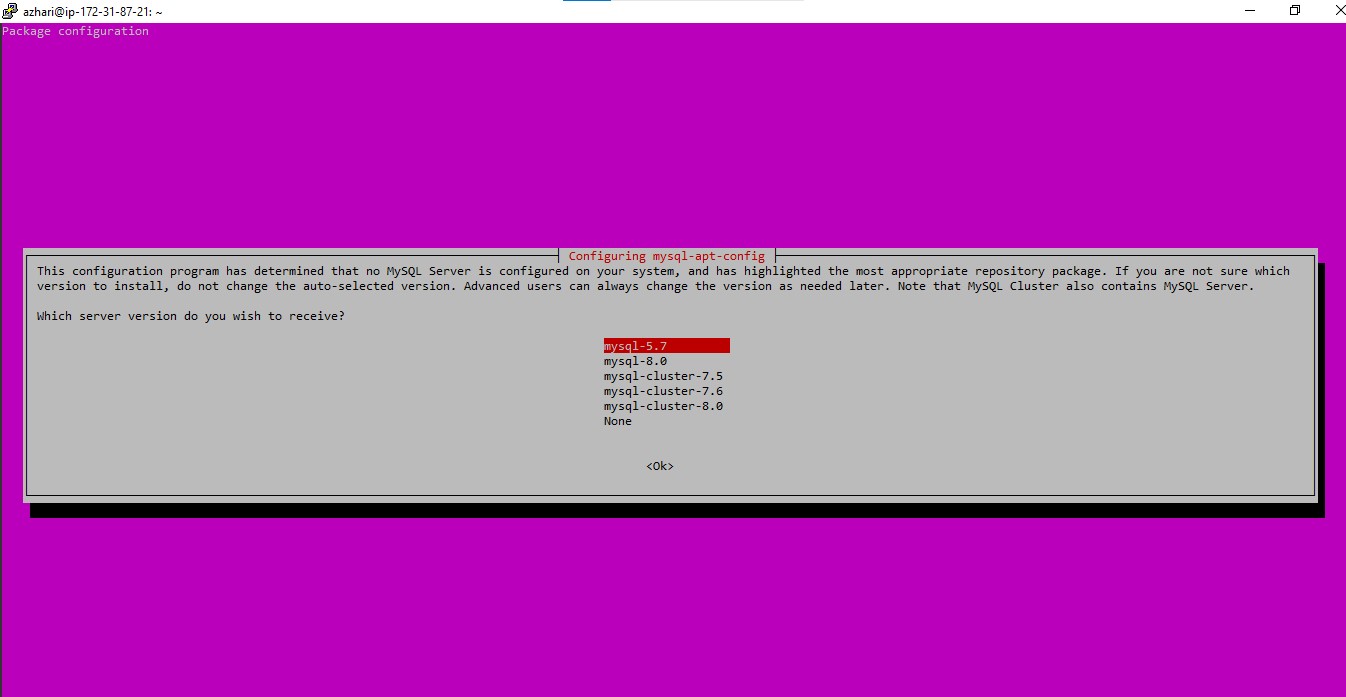 azhari@ip-172-31-87-21: ~
Package configuration
Configuring mysql-apt-config
This configuration program has determined that no MySQL Server is configured on your system, and has highlighted the most appropriate repository package. If you are not sure which
version to install, do not change the auto-selected version. Advanced users can always change the version as needed later. Note that MySQL Cluster also contains MySQL Server.
Which server version do you wish to receive?
mysql-5.7
mysql-8.0
mysql-cluster-7.5
mysql-cluster-7.6
mysql-cluster-8.0
None
<Ok>